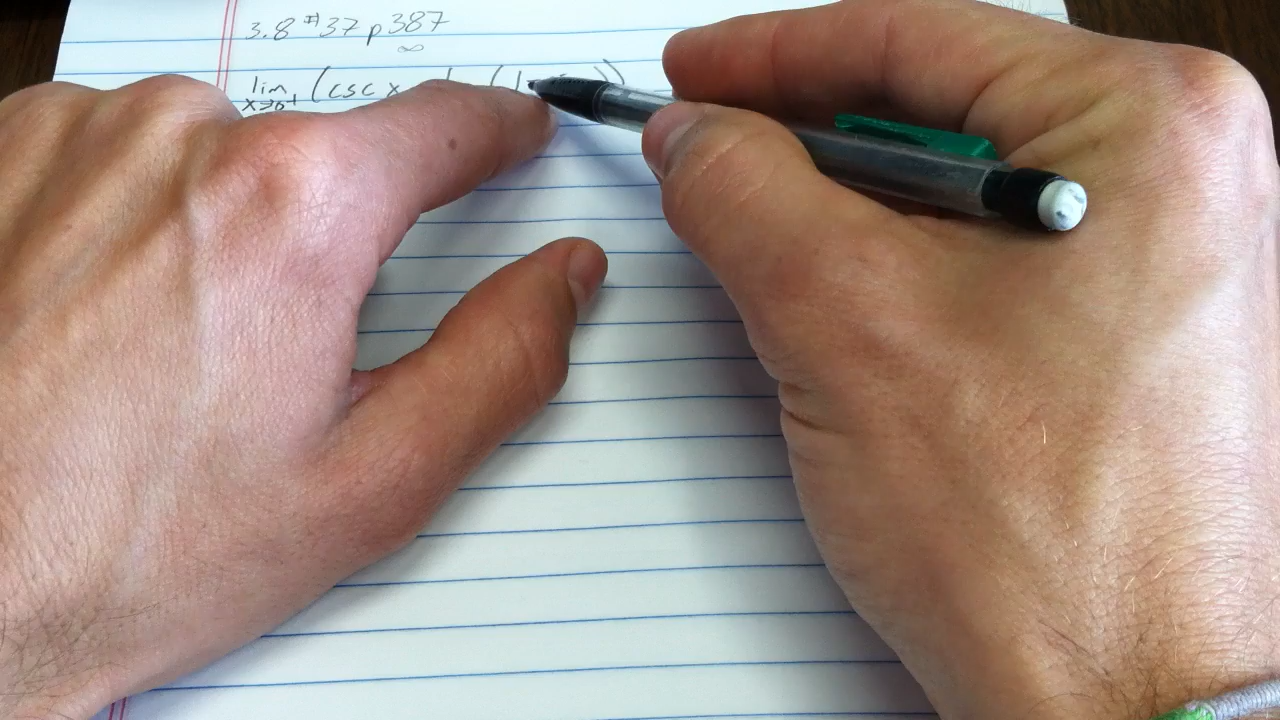 3.8 #37 p387
∞
lim (csc x
x→0+